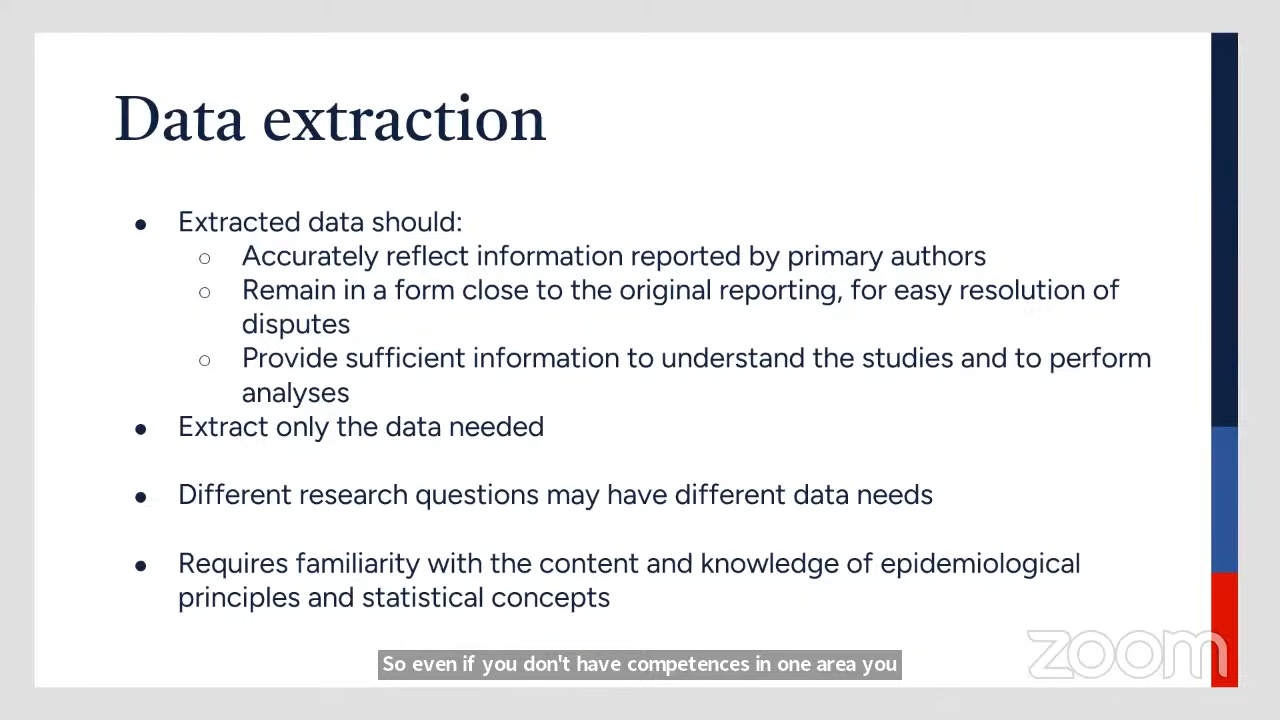 Data extraction
● Extracted data should:
○ Accurately reflect information reported by primary authors
○ Remain in a form close to the original reporting, for easy resolution of
disputes
○ Provide sufficient information to understand the studies and to perform
analyses
● Extract only the data needed
● Different research questions may have different data needs
● Requires familiarity with the content and knowledge of epidemiological
principles and statistical concepts
So even if you don't have competences in one area you
zoom